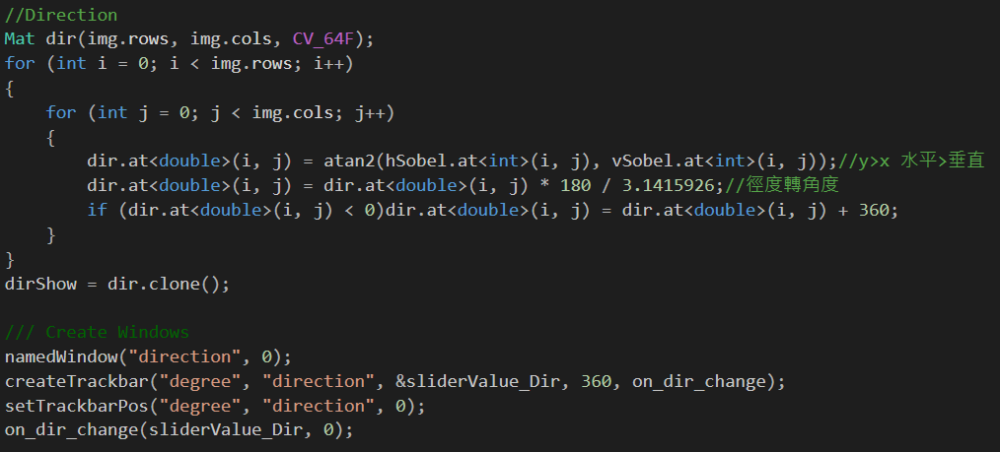 //Direction
Mat dir(img.rows, img.cols, CV_64F);
for (int i = 0; i < img.rows; i++)
{
    for (int j = 0; j < img.cols; j++)
    {
        dir.at<double>(i, j) = atan2(hSobel.at<int>(i, j), vSobel.at<int>(i, j));//y>x 水平>垂直
        dir.at<double>(i, j) = dir.at<double>(i, j) * 180 / 3.1415926;//徑度轉角度
        if (dir.at<double>(i, j) < 0)dir.at<double>(i, j) = dir.at<double>(i, j) + 360;
    }
}
dirShow = dir.clone();
/// Create Windows
namedWindow("direction", 0);
createTrackbar("degree", "direction", &sliderValue_Dir, 360, on_dir_change);
setTrackbarPos("degree", "direction", 0);
on_dir_change(sliderValue_Dir, 0);